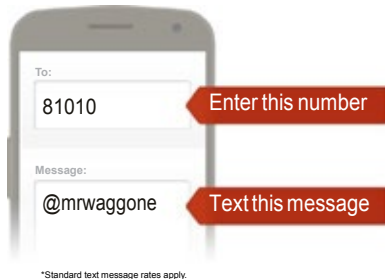 To:
81010
Enter this number
Message:
@mrwaggone
Text this message
*Standard text message rates apply.